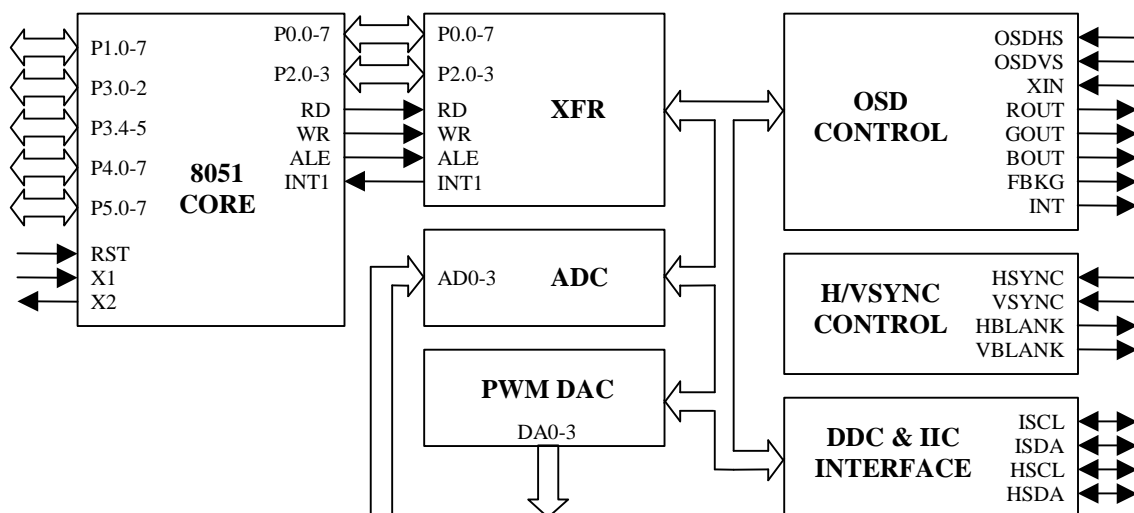 P1.0-7
P3.0-2
P3.4-5
P4.0-7
P5.0-7
RST
X1
X2
8051
CORE
P0.0-7
P2.0-3
RD
WR
ALE
INT1
P0.0-7
P2.0-3
RD
WR
ALE
INT1
XFR
AD0-3
ADC
PWM DAC
DA0-3
OSD
CONTROL
OSDHS
OSDVS
XIN
ROUT
GOUT
BOUT
FBKG
INT
H/VSYNC
CONTROL
HSYNC
VSYNC
HBLANK
VBLANK
DDC & IIC
INTERFACE
ISCL
ISDA
HSCL
HSDA